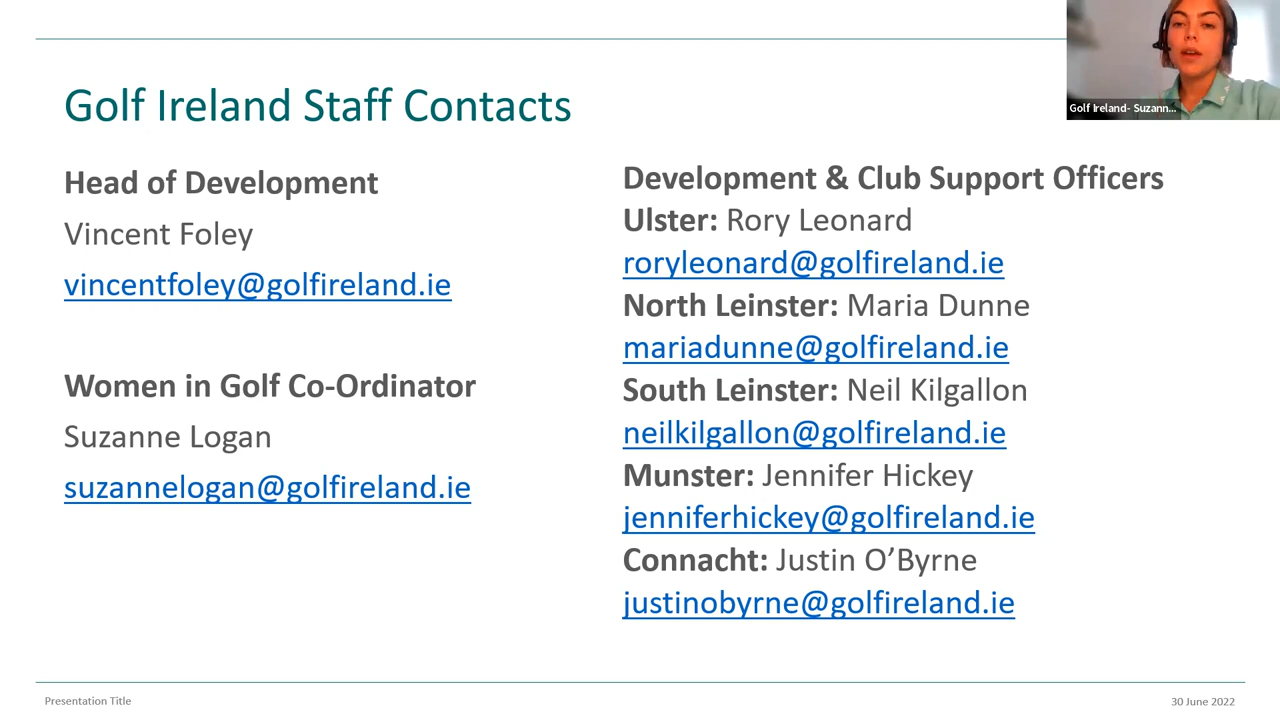 Golf Ireland- Suzann...
Golf Ireland Staff Contacts
Head of Development
Vincent Foley
vincentfoley@golfireland.ie
Women in Golf Co-Ordinator
Suzanne Logan
suzannelogan@golfireland.ie
Development & Club Support Officers
Ulster: Rory Leonard
roryleonard@golfireland.ie
North Leinster: Maria Dunne
mariadunne@golfireland.ie
South Leinster: Neil Kilgallon
neilkilgallon@golfireland.ie
Munster: Jennifer Hickey
jenniferhickey@golfireland.ie
Connacht: Justin O’Byrne
justinobyrne@golfireland.ie
Presentation Title
30 June 2022